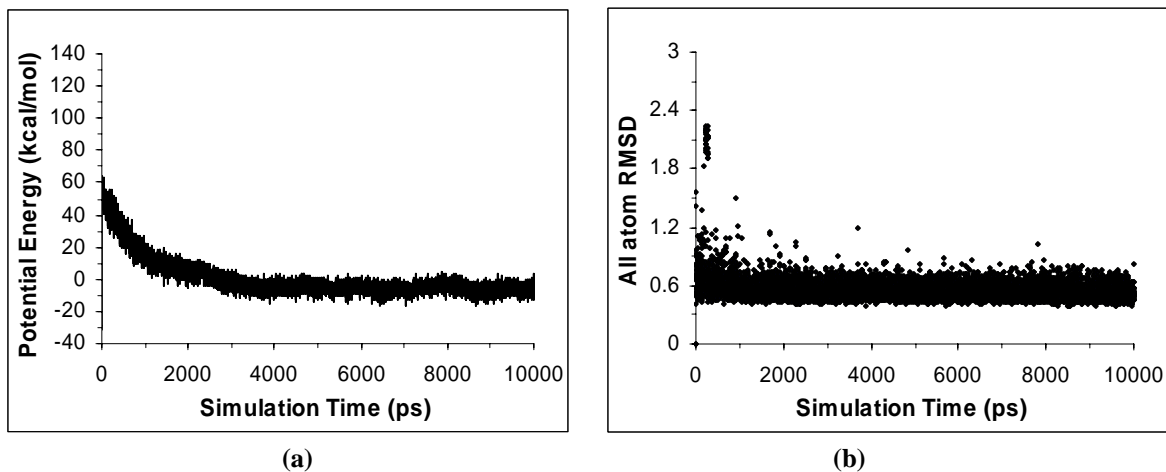 140
120
100
80
60
40
20
0
-20
-40
Potential Energy (kcal/mol)
0 2000 4000 6000 8000 10000
Simulation Time (ps)
(a)
3
2.4
1.8
1.2
0.6
0
All atom RMSD
0 2000 4000 6000 8000 10000
Simulation Time (ps)
(b)